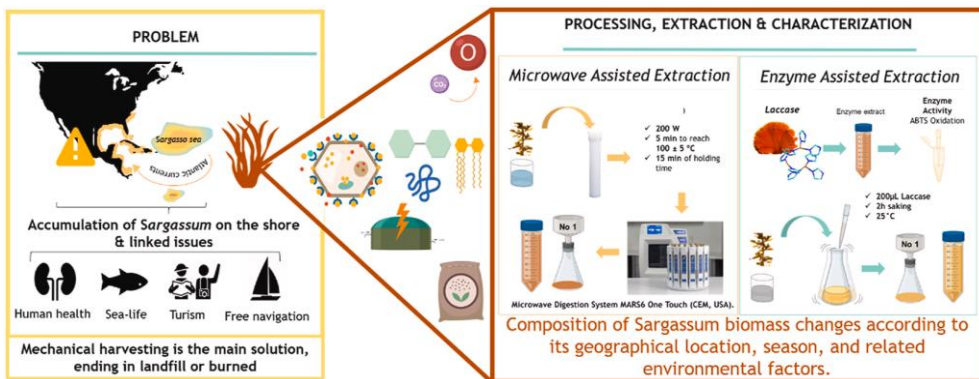 PROBLEM
Sargasso sea
Atlantic currents
Accumulation of Sargassum on the shore
& linked issues
Human health
Sea-life
Turism
Free navigation
Mechanical harvesting is the main solution,
ending in landfill or burned
O
CO₂
PROCESSING, EXTRACTION & CHARACTERIZATION
Microwave Assisted Extraction
)
✓ 200 W
✓ 5 min to reach
100 ± 5 °C
✓ 15 min of holding
time
No 1
Microwave Digestion System MARS6 One Touch (CEM, USA).
Enzyme Assisted Extraction
Laccase
Enzyme extract
Enzyme
Activity
ABTS Oxidation
✓ 200µL Laccase
✓ 2h saking
✓ 25°C
No 1
Composition of Sargassum biomass changes according to
its geographical location, season, and related
environmental factors.